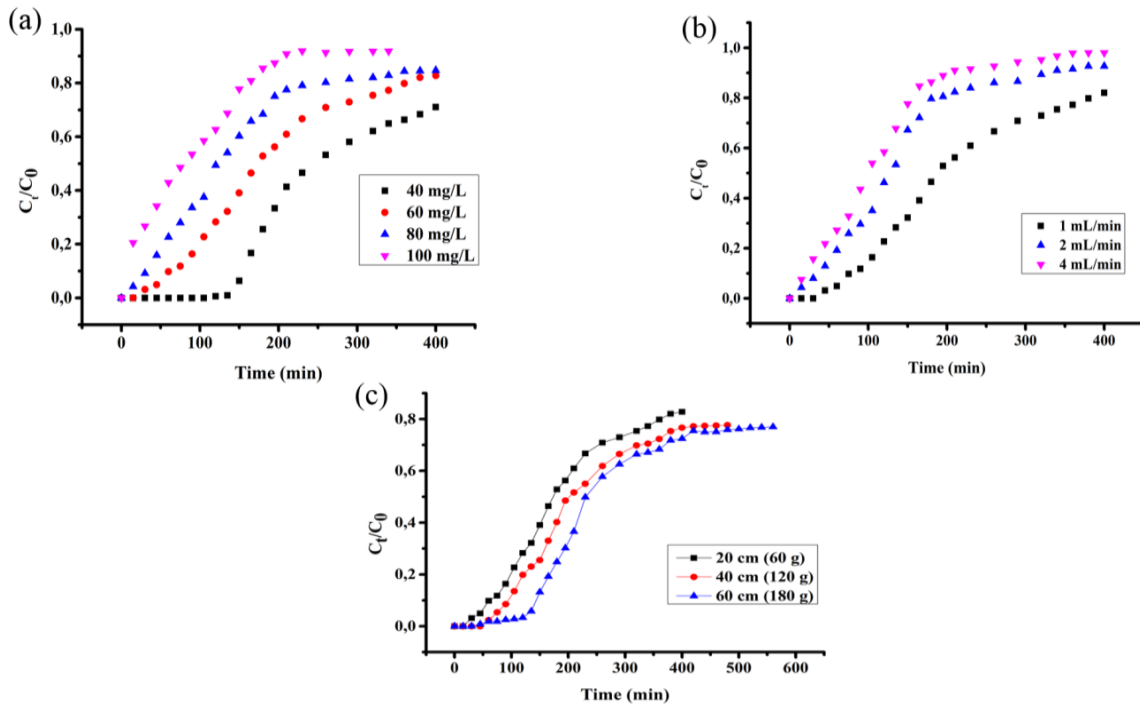 (a)
1,0
0,8
0,6
0,4
0,2
0,0
Ct/C0
0
100
200
300
400
Time (min)
40 mg/L
60 mg/L
80 mg/L
100 mg/L
(b)
1,0
0,8
0,6
0,4
0,2
0,0
Ct/C0
0
100
200
300
400
Time (min)
1 mL/min
2 mL/min
4 mL/min
(c)
0,8
0,6
0,4
0,2
0,0
Ct/C0
0
100
200
300
400
500
600
Time (min)
20 cm (60 g)
40 cm (120 g)
60 cm (180 g)